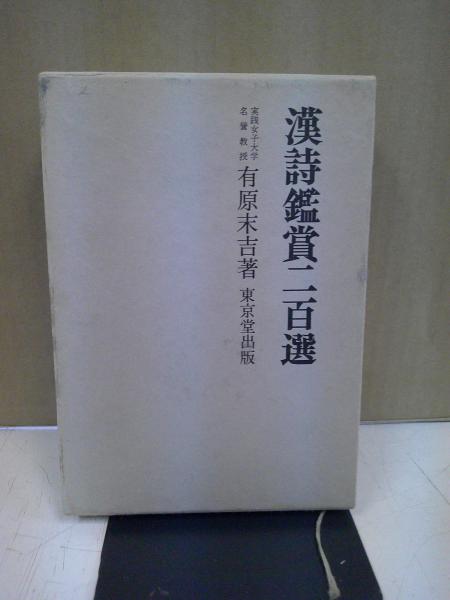 漢詩鑑賞二百選
実践女子大学
名誉教授
有原末吉著
東京堂出版